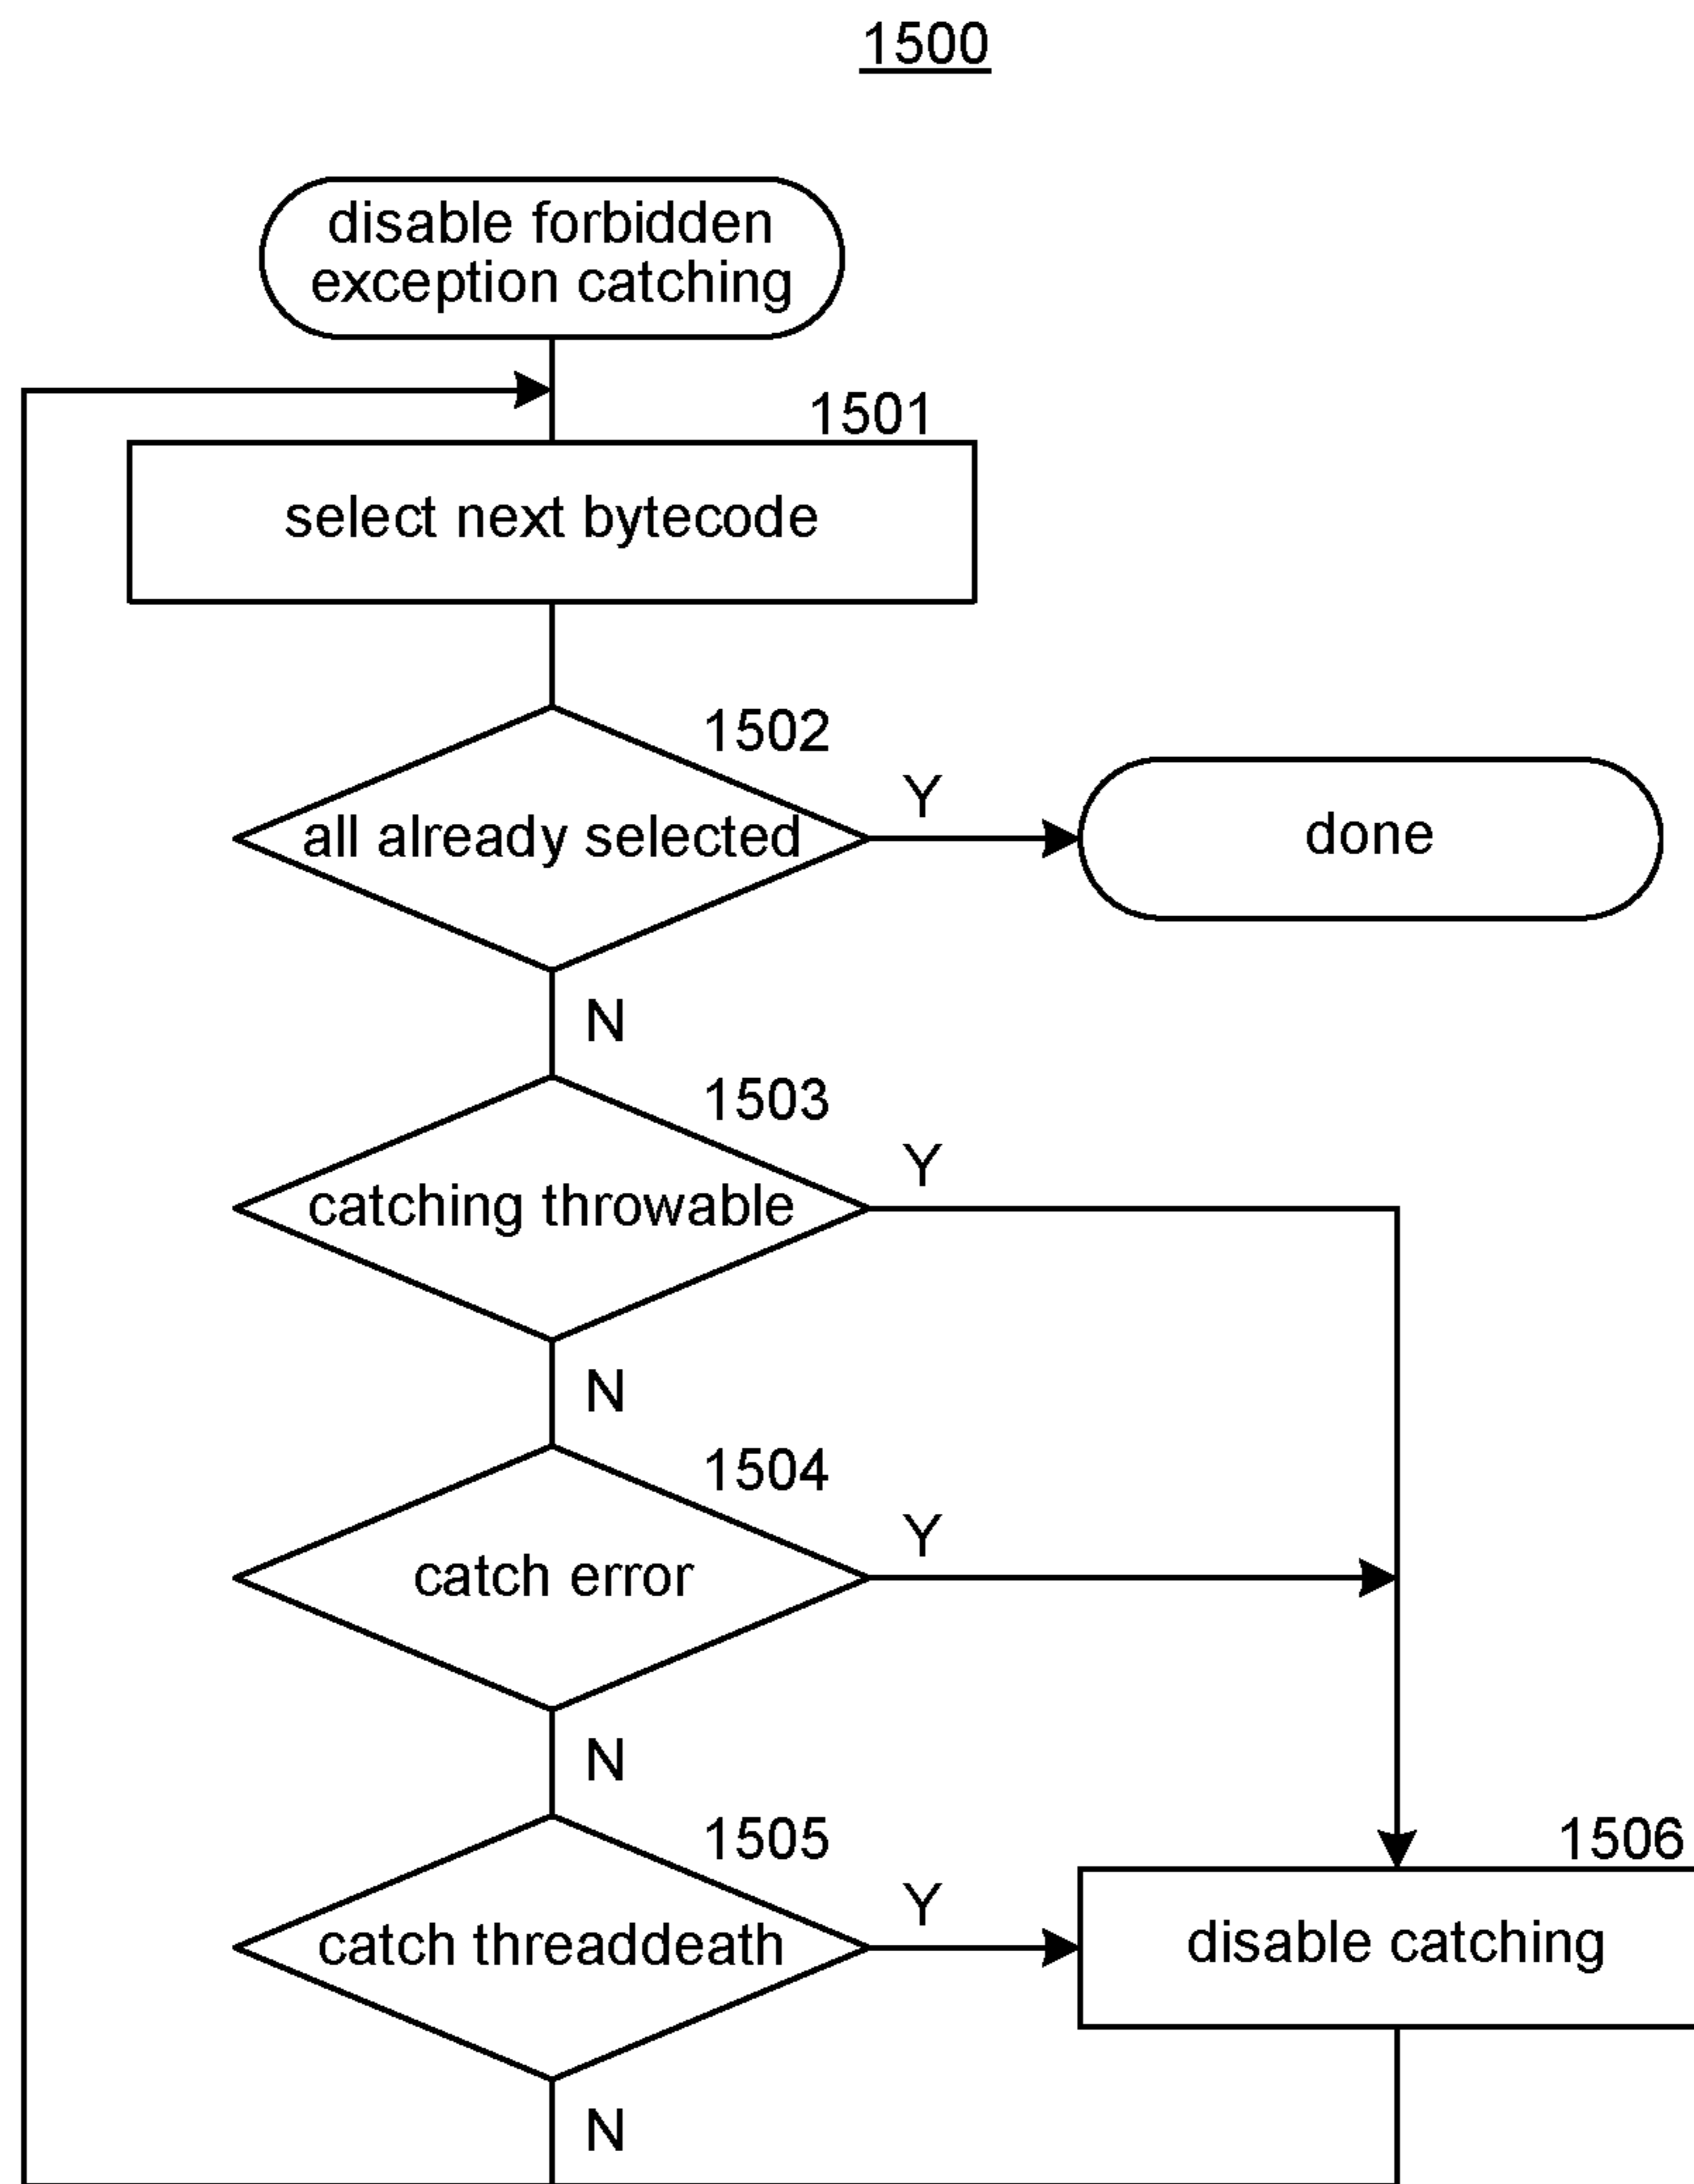 1500
disable forbidden
exception catching
1501
select next bytecode
1502
Y
all already selected
done
N
1503
Y
catching throwable
N
1504
Y
catch error
N
1505
1506
Y
catch threaddeath
disable catching
N